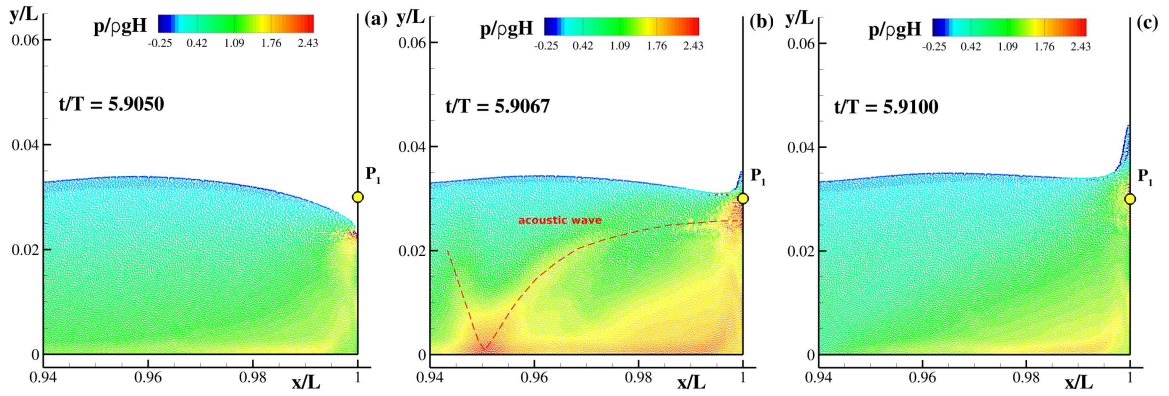 y/L
(a)
0.06
p/ρgH
-0.25 0.42 1.09 1.76 2.43
t/T = 5.9050
0.04
P1
0.02
0
0.94 0.96 0.98 1
x/L
y/L
(b)
0.06
p/ρgH
-0.25 0.42 1.09 1.76 2.43
t/T = 5.9067
0.04
P1
acoustic wave
0.02
0
0.94 0.96 0.98 1
x/L
y/L
(c)
0.06
p/ρgH
-0.25 0.42 1.09 1.76 2.43
t/T = 5.9100
0.04
P1
0.02
0
0.94 0.96 0.98 1
x/L